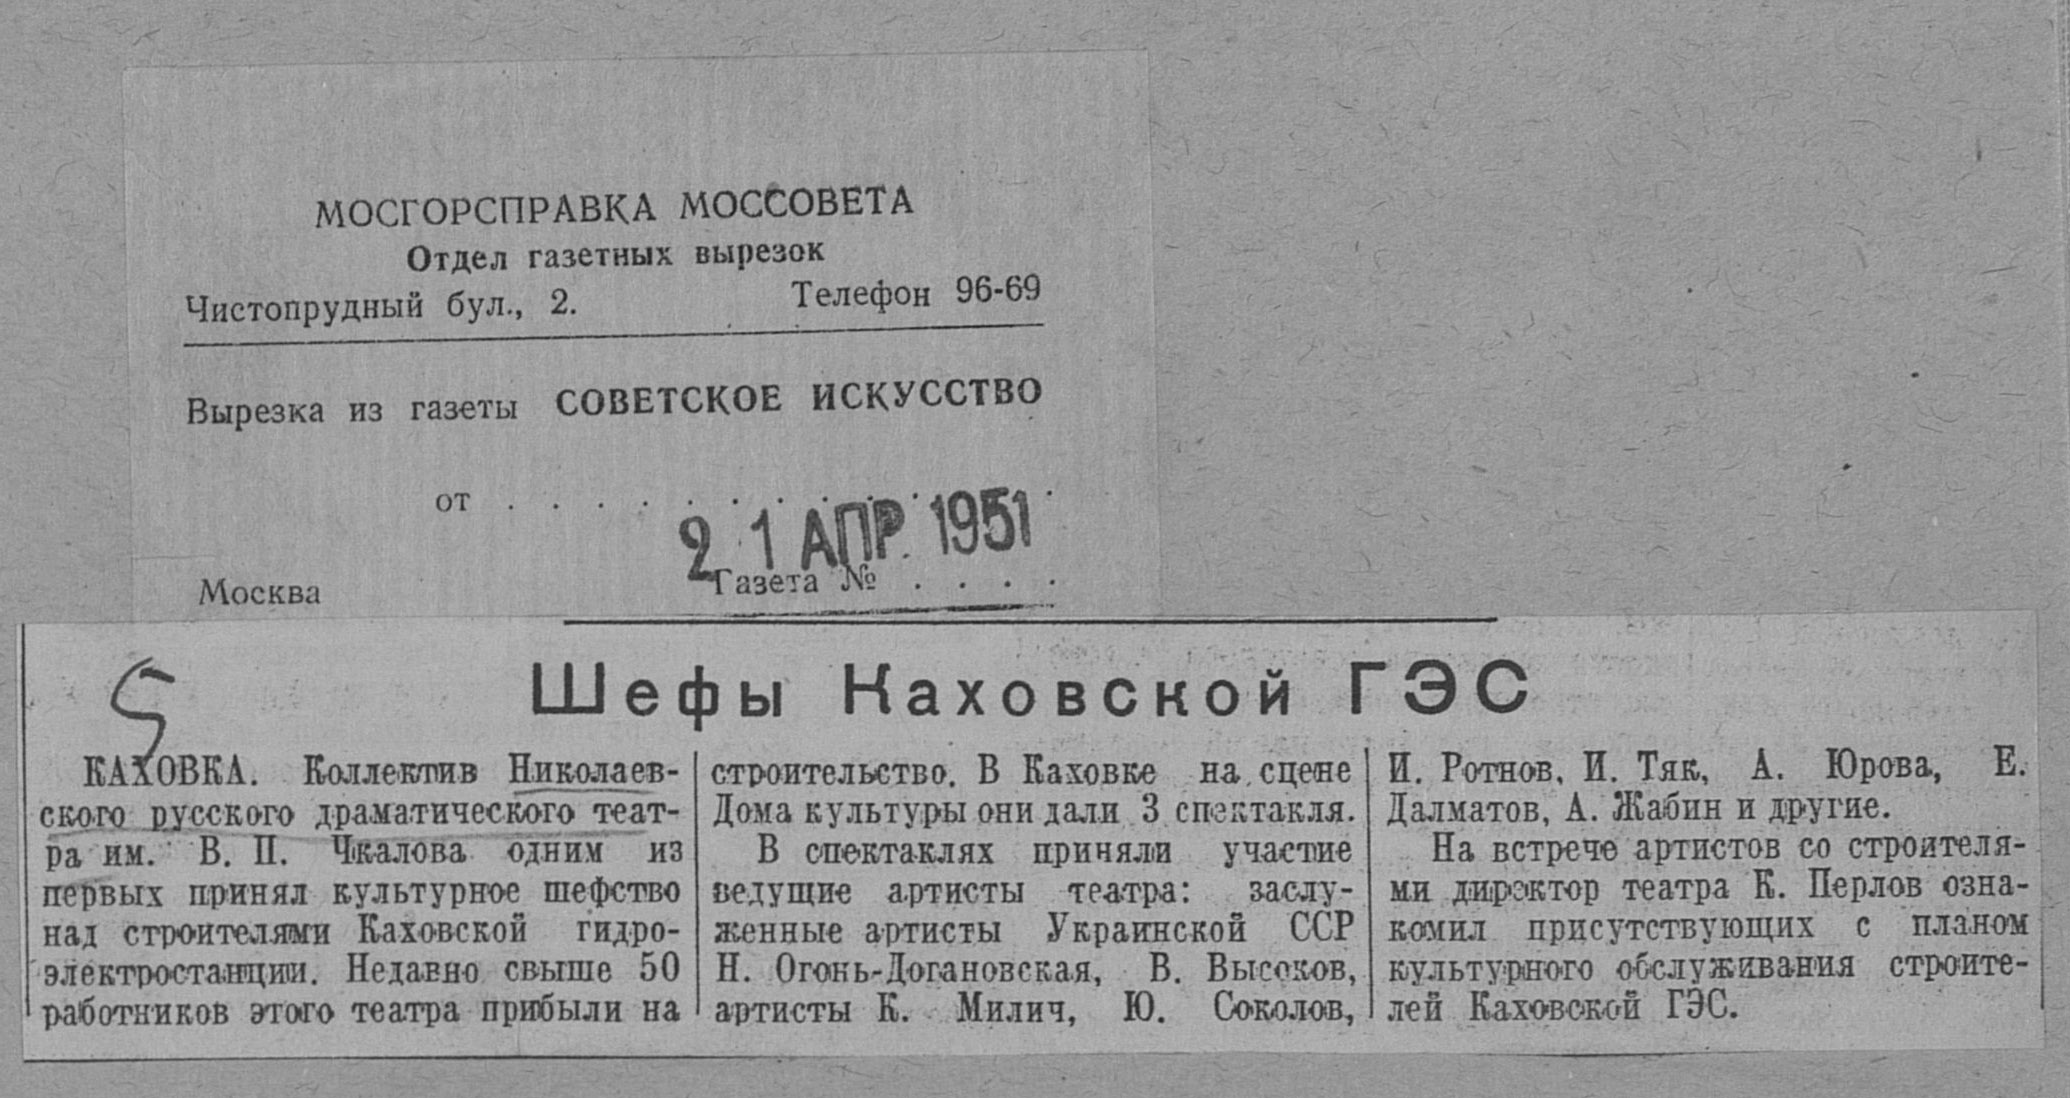 МОСГОРСПРАВКА МОССОВЕТА
Отдел газетных вырезок
Чистопрудный бул., 2. Телефон 96-69
Вырезка из газеты СОВЕТСКОЕ ИСКУССТВО
от . . . . . . . . . . . . .
21 АПР. 1951
Москва Газета № . . . .
Шефы Каховской ГЭС
КАХОВКА. Коллектив Николаев-
ского русского драматического теат-
ра им. В. П. Чкалова одним из
первых принял культурное шефство
над строителями Каховской гидро-
электростанции. Недавно свыше 50
работников этого театра прибыли на
строительство. В Каховке на сцене
Дома культуры они дали 3 спектакля.
В спектаклях приняли участие
ведущие артисты театра: заслу-
женные артисты Украинской ССР
Н. Огонь-Догановская, В. Высоков,
артисты К. Милич, Ю. Соколов,
И. Ротнов, И. Тяк, А. Юрова, Е.
Далматов, А. Жабин и другие.
На встрече артистов со строителя-
ми директор театра К. Перлов озна-
комил присутствующих с планом
культурного обслуживания строите-
лей Каховской ГЭС.